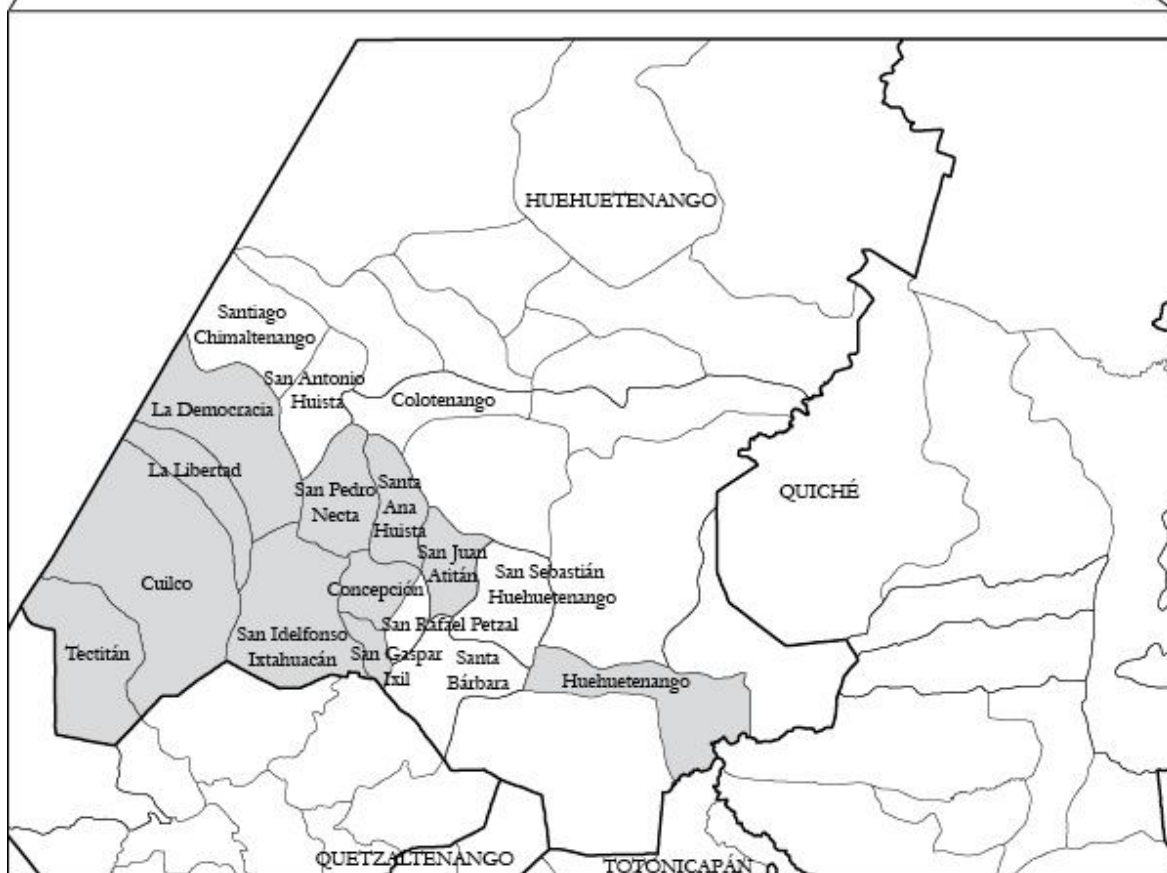 HUEHUETENANGO
Santiago
Chimaltenango
San Antonio
Huista
La Democracia
Colotenango
La Libertad
San Pedro
Necta
Santa
Ana
Huista
QUICHÉ
San Juan
Atitán
San Sebastián
Huehuetenango
Cuilco
Concepción
San Rafael Petzal
Tectitán
San Idelfonso
Ixtahuacán
San Gaspar
Ixil
Santa
Bárbara
Huehuetenango
QUETZALTENANGO
TOTONICAPÁN